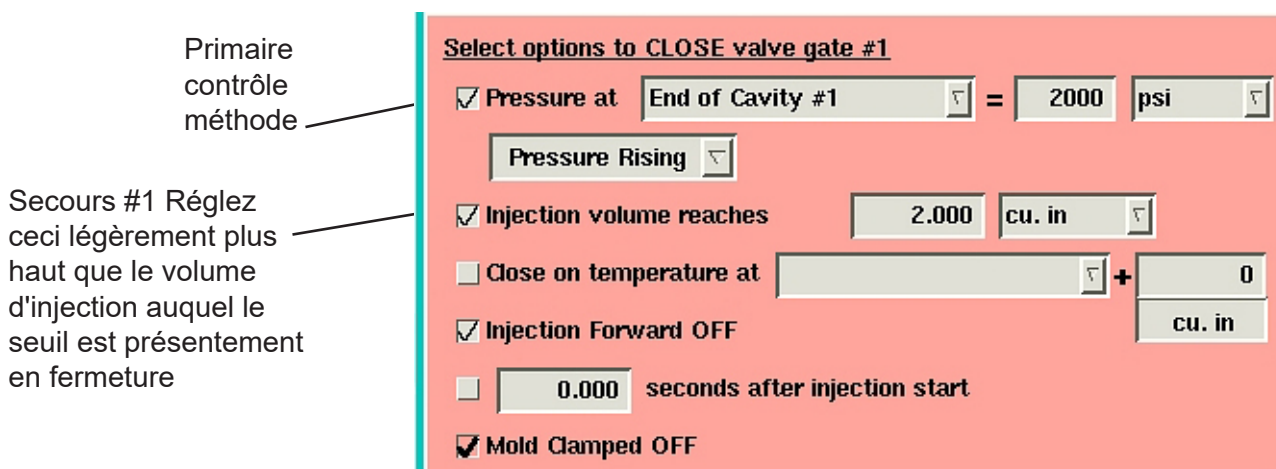 Primaire
contrôle
méthode
Secours #1 Réglez
ceci légèrement plus
haut que le volume
d'injection auquel le
seuil est présentement
en fermeture
Select options to CLOSE valve gate #1
Pressure at End of Cavity #1 = 2000 psi
Pressure Rising
Injection volume reaches 2.000 cu. in
Close on temperature at + 0
cu. in
Injection Forward OFF
0.000 seconds after injection start
Mold Clamped OFF